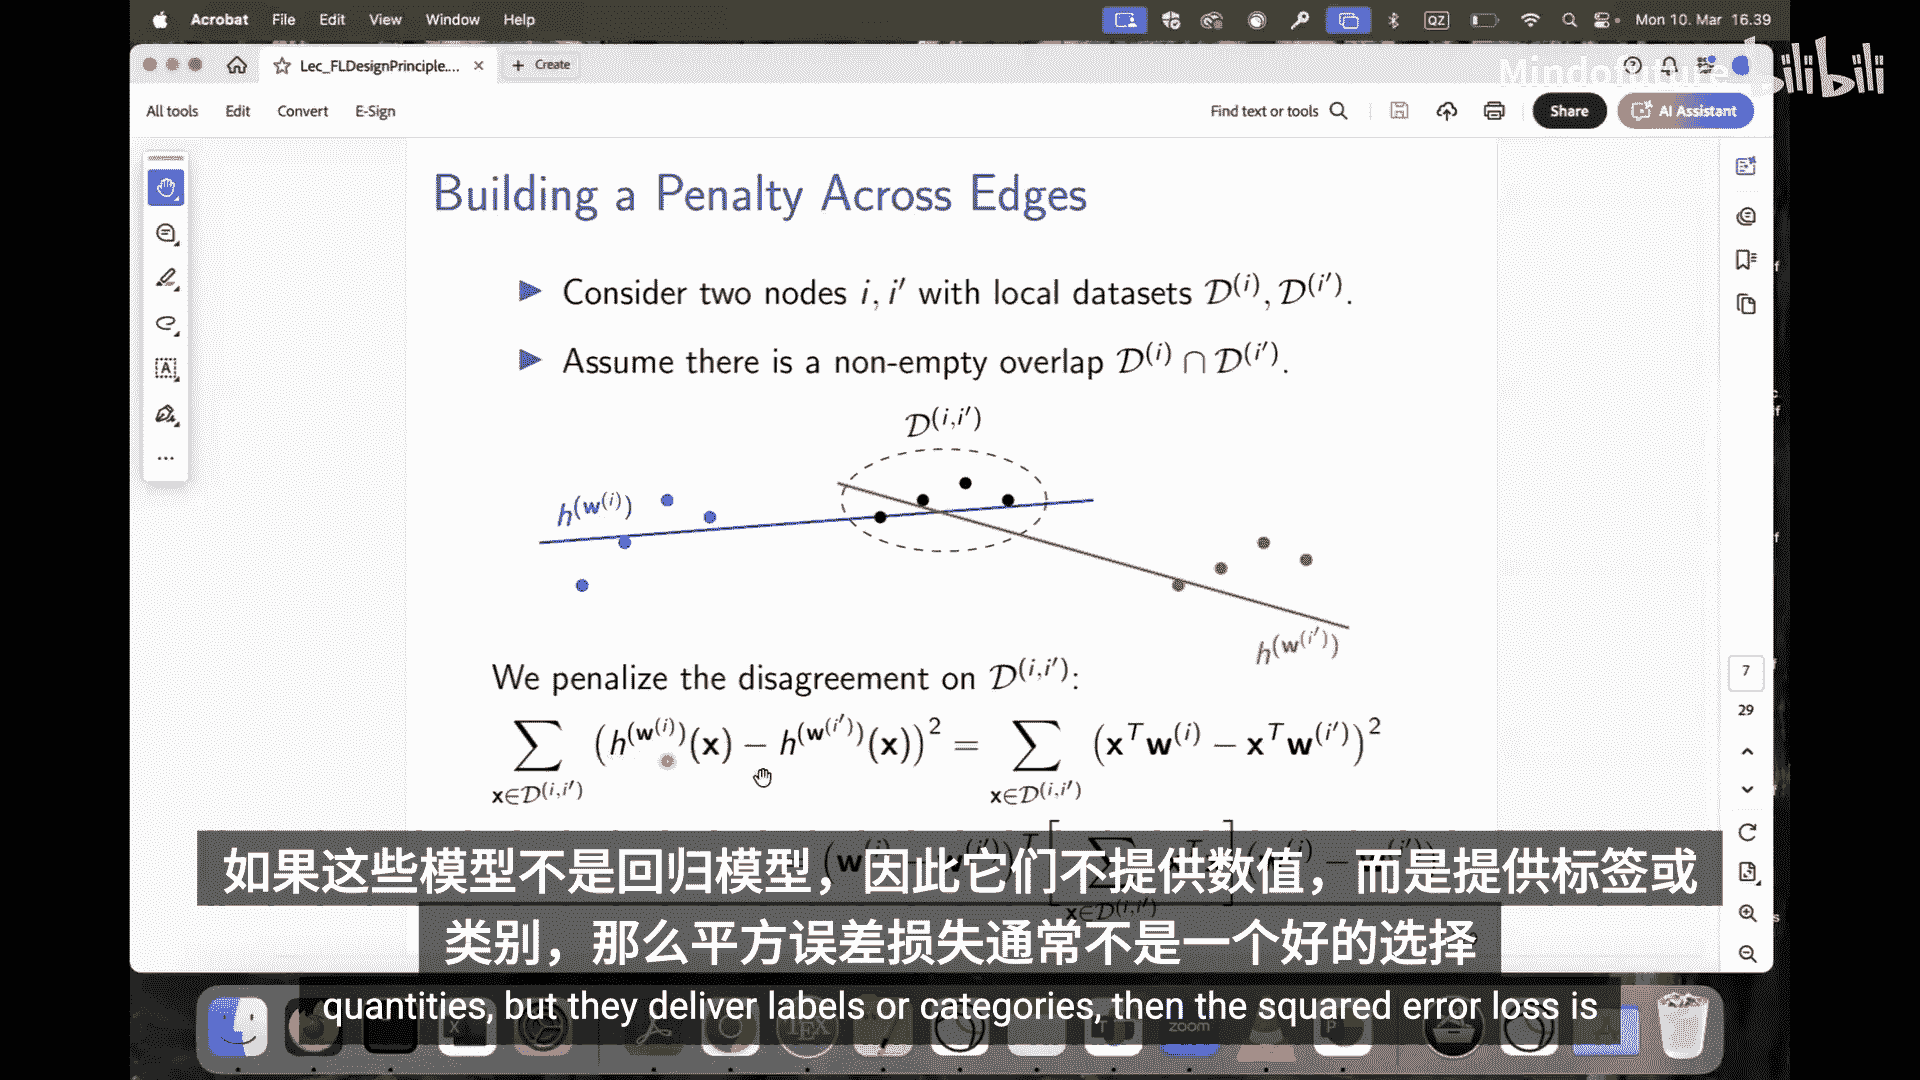 Acrobat File Edit View Window Help
QZ Mon 10. Mar 16.39
Lec_FLDesignPrinciple....
+ Create
Mindofuture bilibili
All tools Edit Convert E-Sign
Find text or tools
Share
AI Assistant
Building a Penalty Across Edges
▶ Consider two nodes i, i′ with local datasets 𝒟^(i), 𝒟^(i′).
▶ Assume there is a non-empty overlap 𝒟^(i) ∩ 𝒟^(i′).
𝒟^(i,i′)
h^(w^(i))
h^(w^(i′))
We penalize the disagreement on 𝒟^(i,i′):
∑_{x∈𝒟^(i,i′)} (h^(w^(i))(x) − h^(w^(i′))(x))² = ∑_{x∈𝒟^(i,i′)} (x^T w^(i) − x^T w^(i′))²
x∈𝒟^(i,i′)
7
29
如果这些模型不是回归模型，因此它们不提供数值，而是提供标签或
类别，那么平方误差损失通常不是一个好的选择
quantities, but they deliver labels or categories, then the squared error loss is
zoom